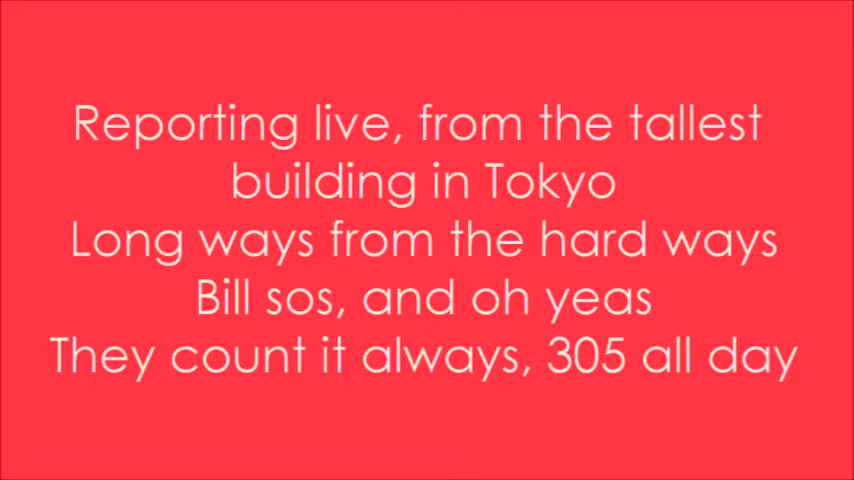 Reporting live, from the tallest
building in Tokyo
Long ways from the hard ways
Bill sos, and oh yeas
They count it always, 305 all day